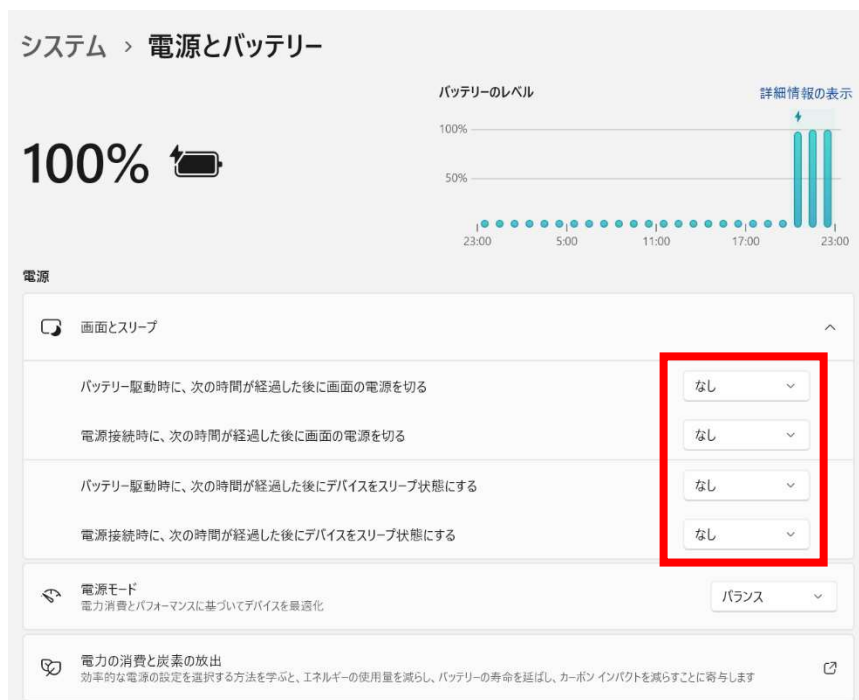 システム › 電源とバッテリー
バッテリーのレベル
詳細情報の表示
100%
100%
50%
23:00 5:00 11:00 17:00 23:00
電源
画面とスリープ
バッテリー駆動時に、次の時間が経過した後に画面の電源を切る
なし
電源接続時に、次の時間が経過した後に画面の電源を切る
なし
バッテリー駆動時に、次の時間が経過した後にデバイスをスリープ状態にする
なし
電源接続時に、次の時間が経過した後にデバイスをスリープ状態にする
なし
電源モード
電力消費とパフォーマンスに基づいてデバイスを最適化
バランス
電力の消費と炭素の放出
効率的な電源の設定を選択する方法を学ぶと、エネルギーの使用量を減らし、バッテリーの寿命を延ばし、カーボン インパクトを減らすことに寄与します